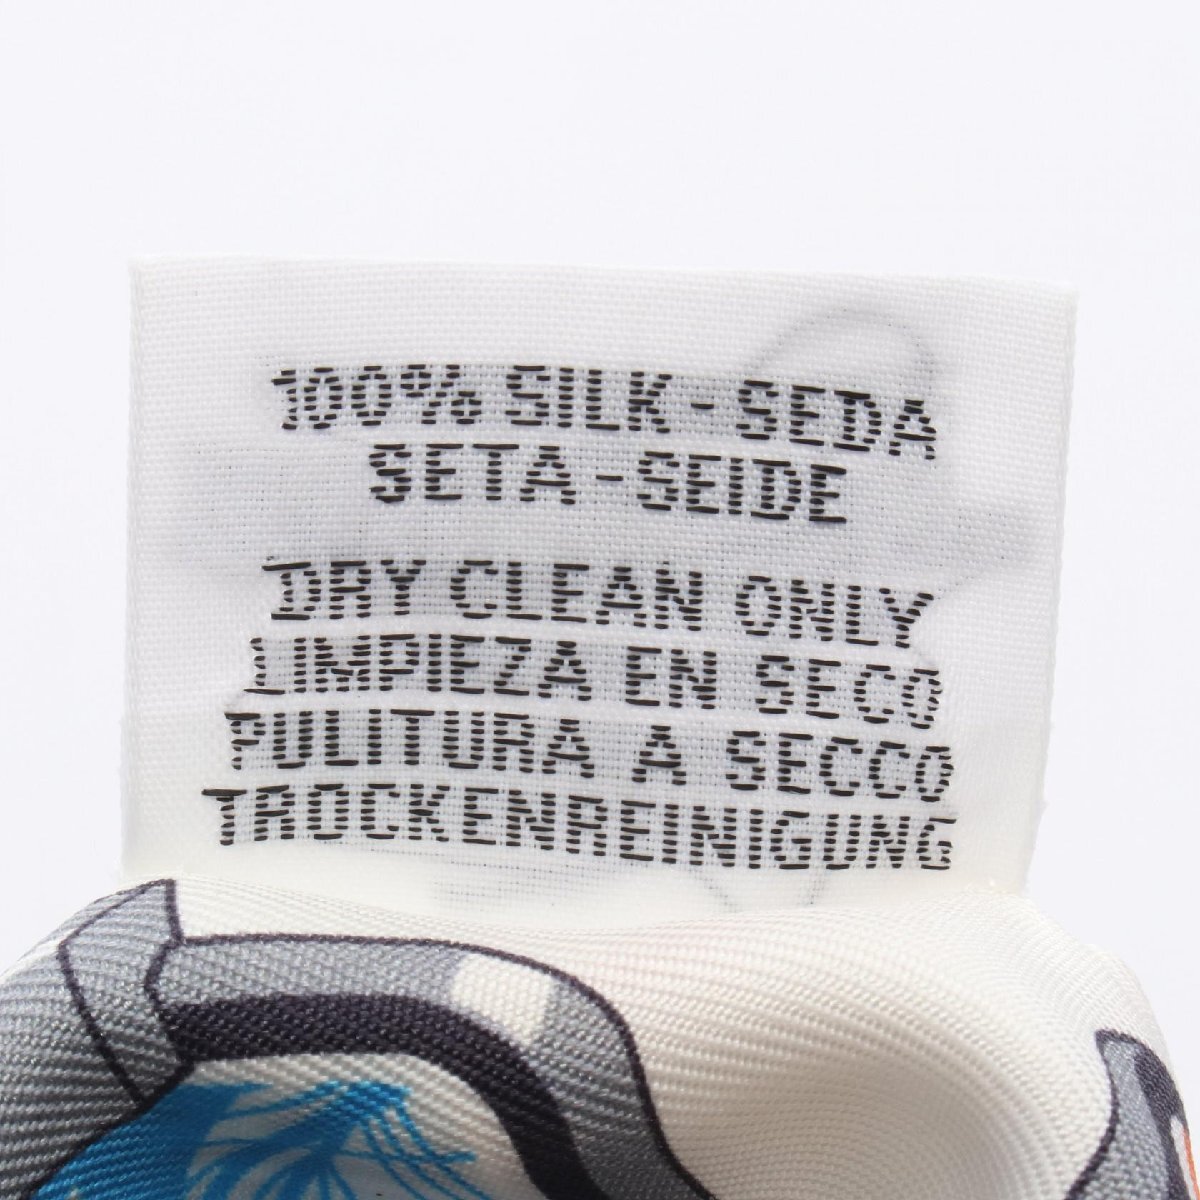 100% SILK - SEDA
SETA - SEIDE
DRY CLEAN ONLY
LIMPIEZA EN SECO
PULITURA A SECCO
TROCKENREINIGUNG